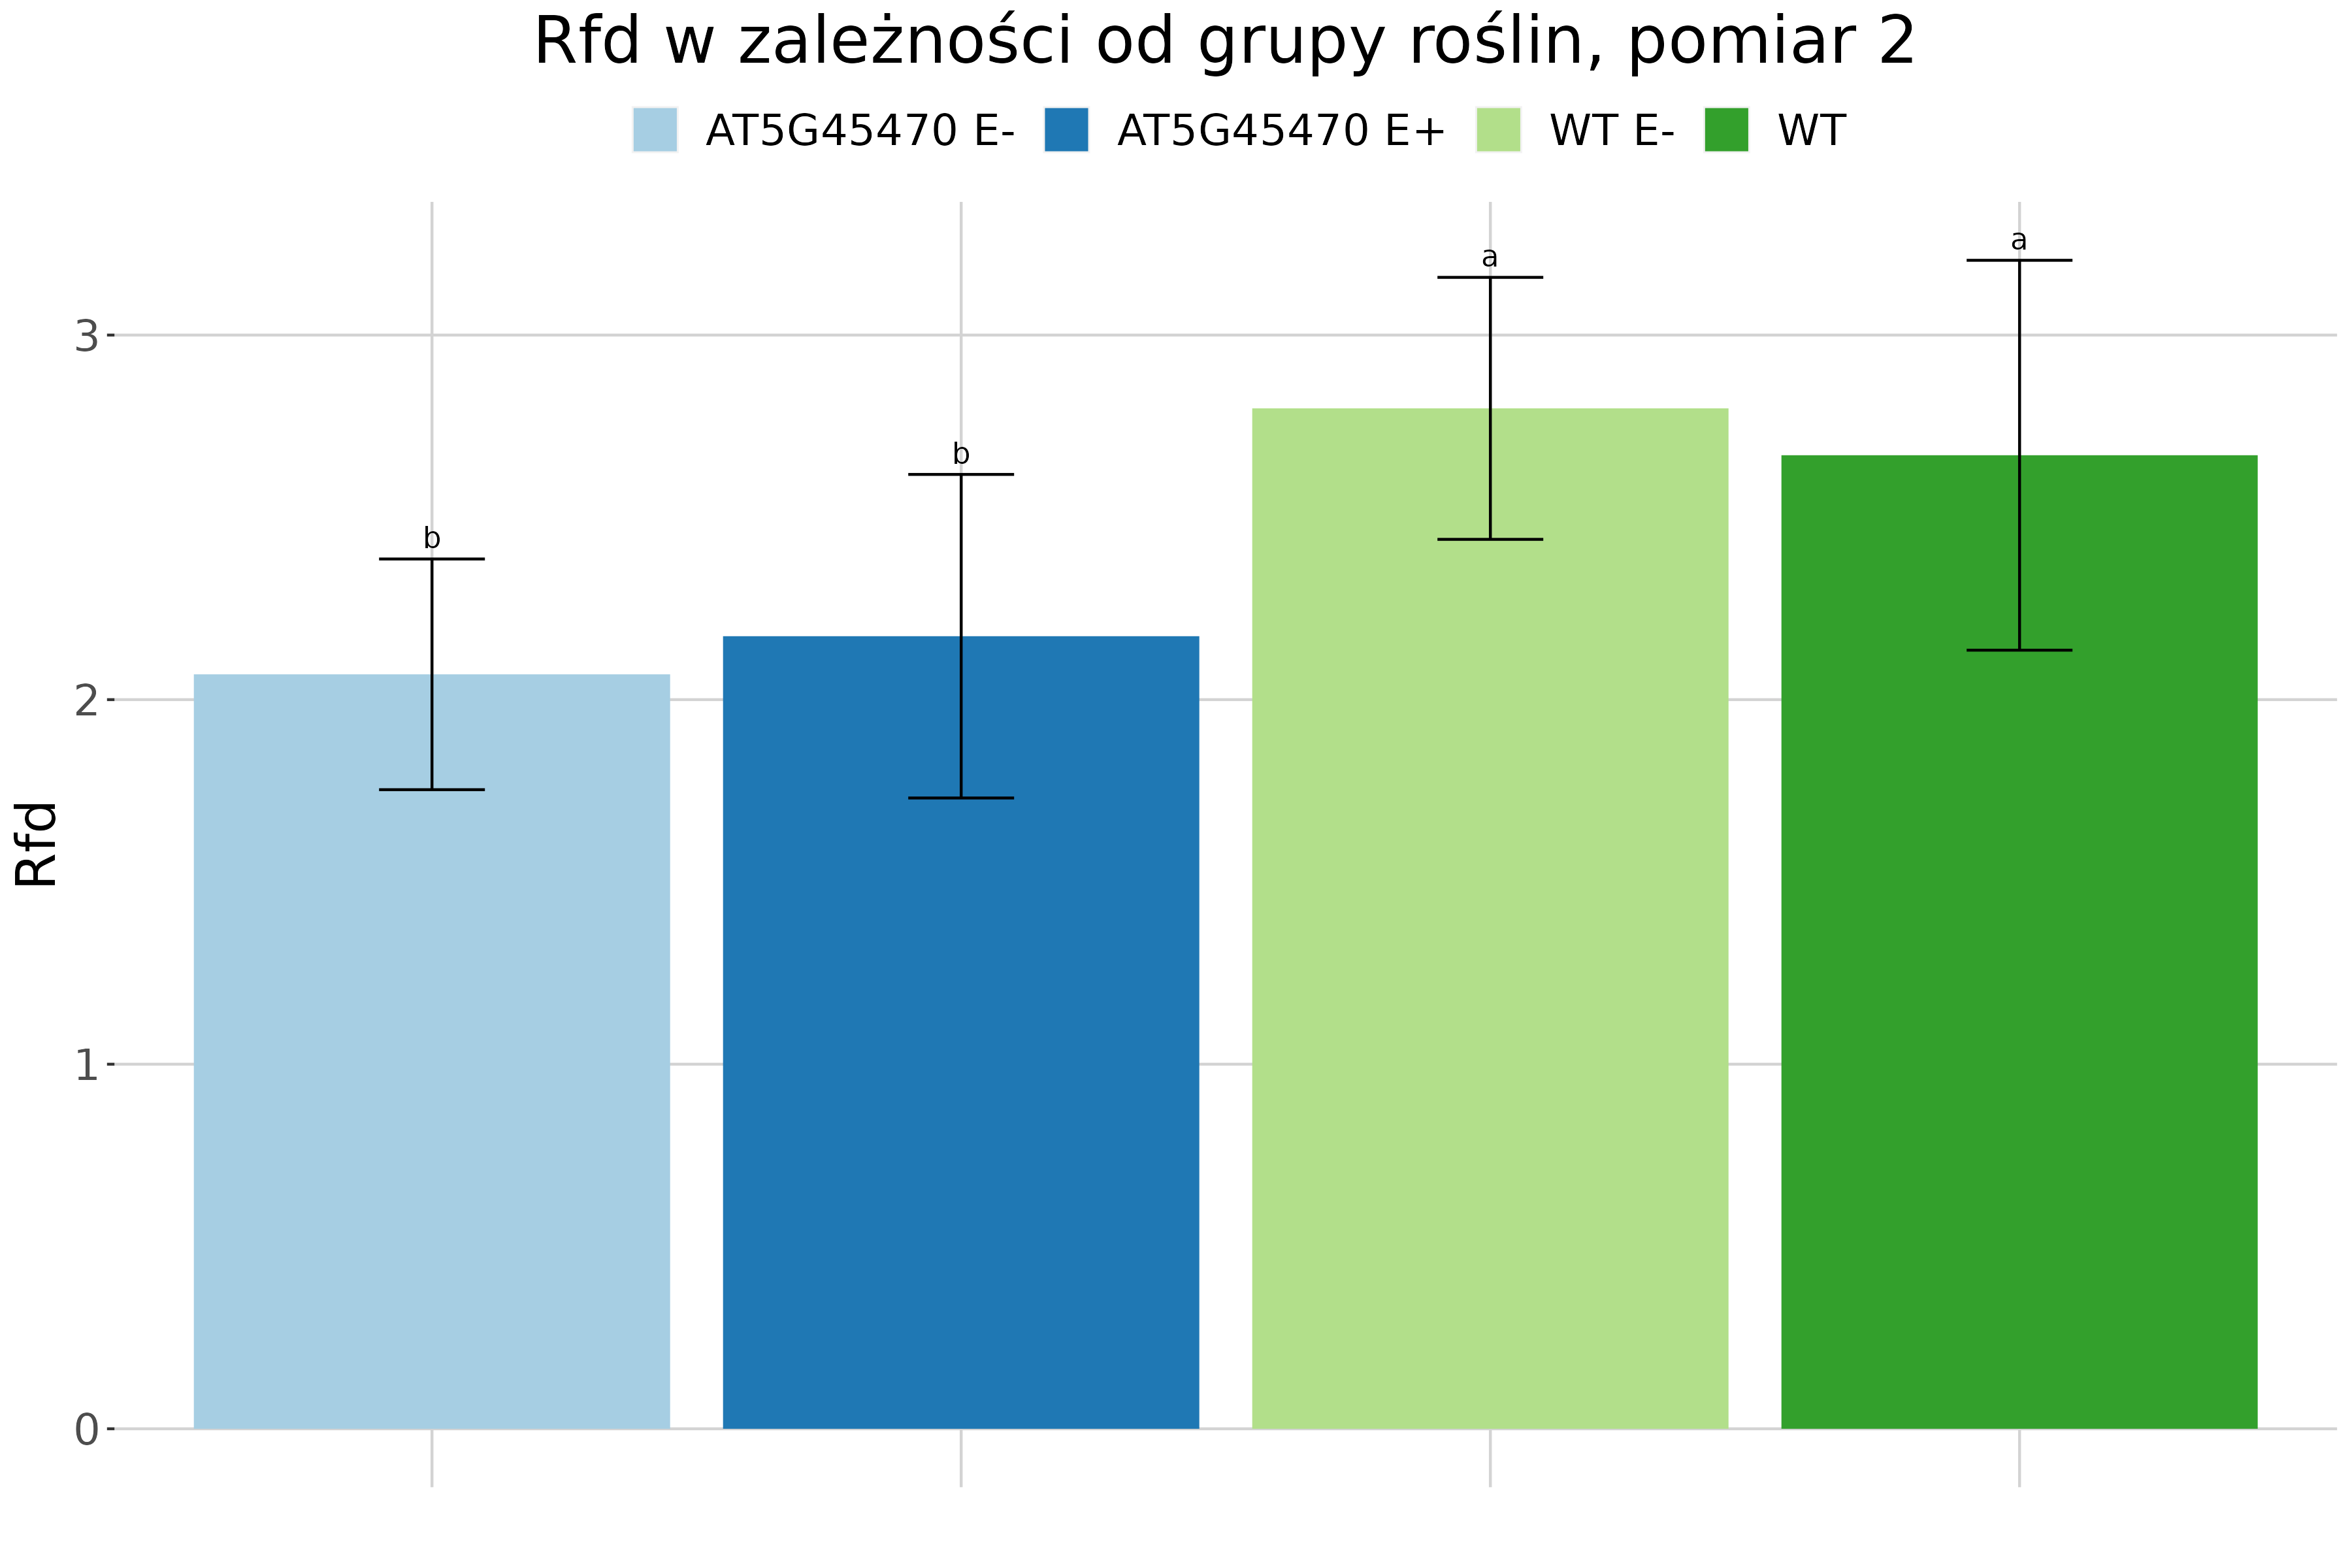 Rfd w zależności od grupy roślin, pomiar 2
AT5G45470 E- AT5G45470 E+ WT E- WT
a
a
3
b
b
2
Rfd
1
0